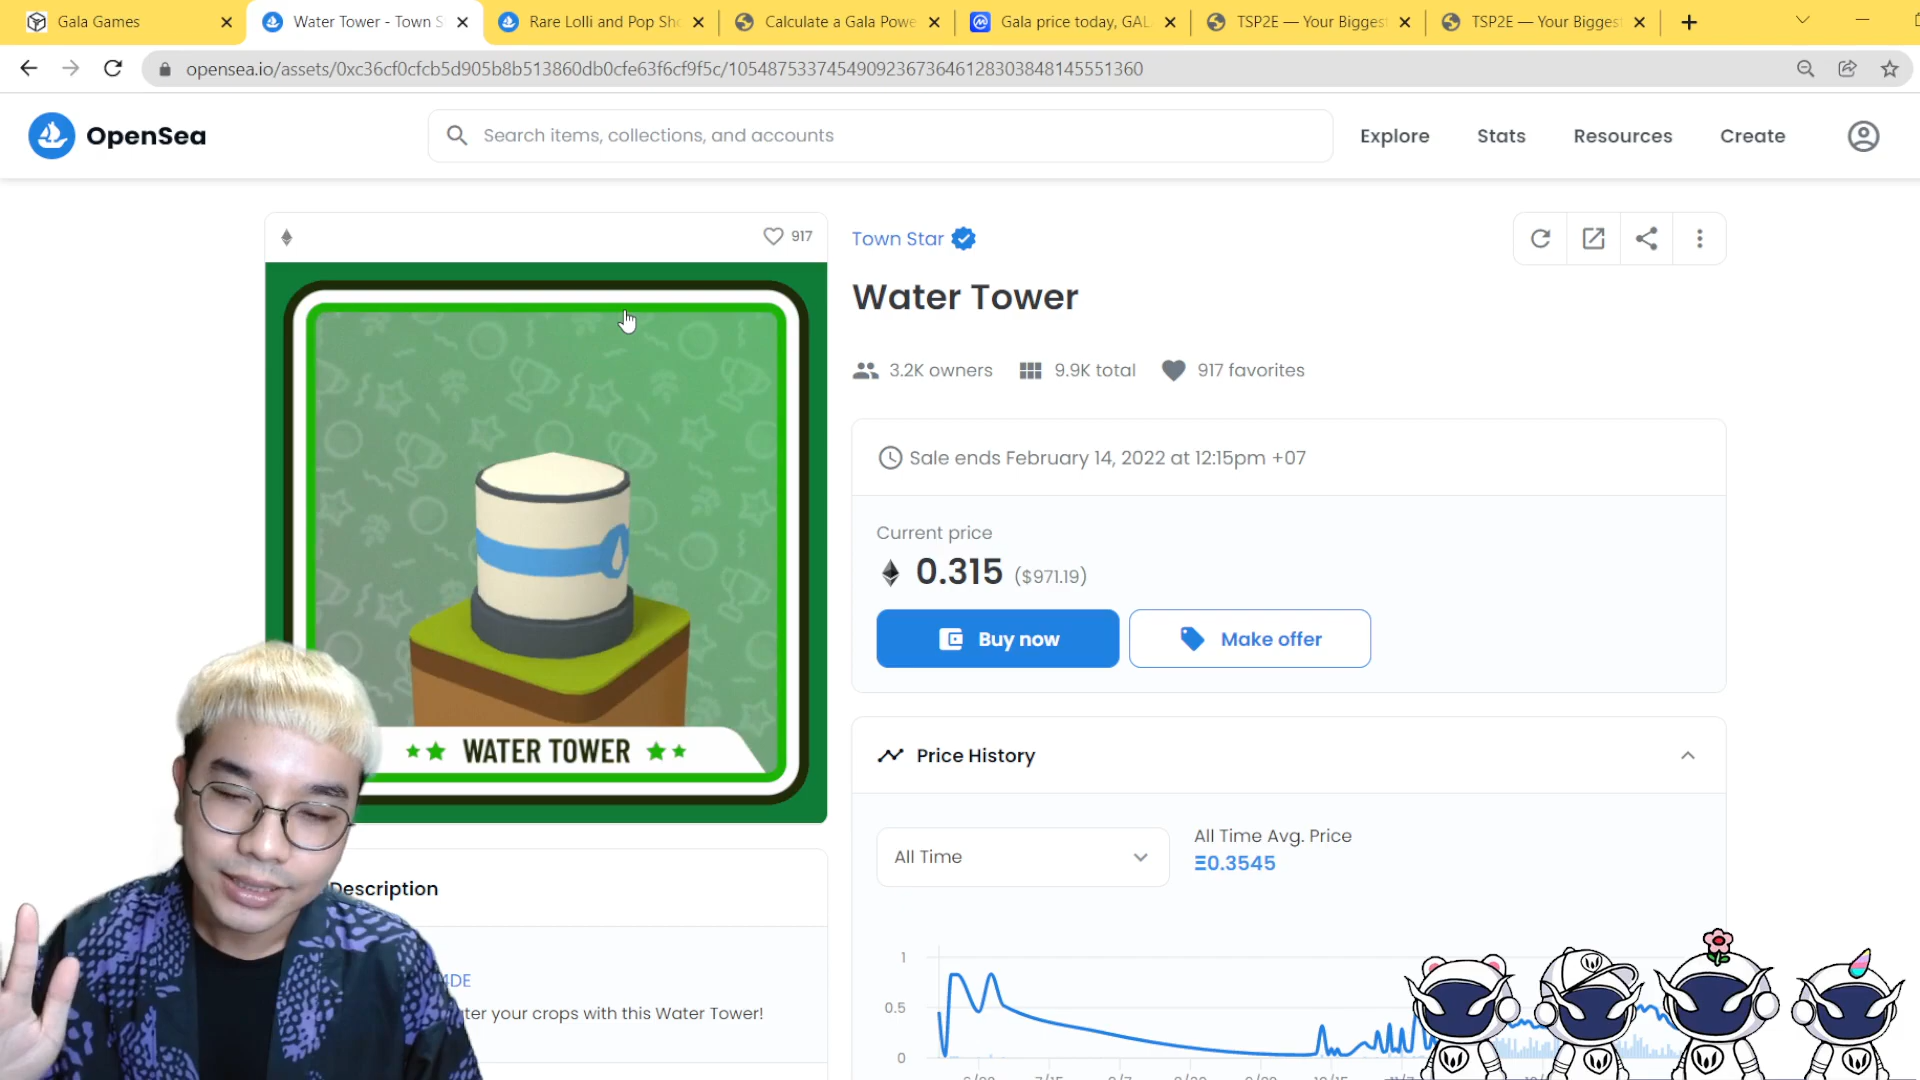 Gala Games
Water Tower - Town S
Rare Lolli and Pop Sho
Calculate a Gala Powe
Gala price today, GAL
TSP2E — Your Biggest
TSP2E — Your Biggest
opensea.io/assets/0xc36cf0cfcb5d905b8b513860db0cfe63f6cf9f5c/10548753374549092367364612830384814555136​0
OpenSea
Search items, collections, and accounts
Explore
Stats
Resources
Create
917
Town Star
Water Tower
3.2K owners
9.9K total
917 favorites
Sale ends February 14, 2022 at 12:15pm +07
Current price
0.315 ($971.19)
Buy now
Make offer
WATER TOWER
Price History
All Time
All Time Avg. Price
Ξ0.3545
Description
4DE
ter your crops with this Water Tower!
1
0.5
0